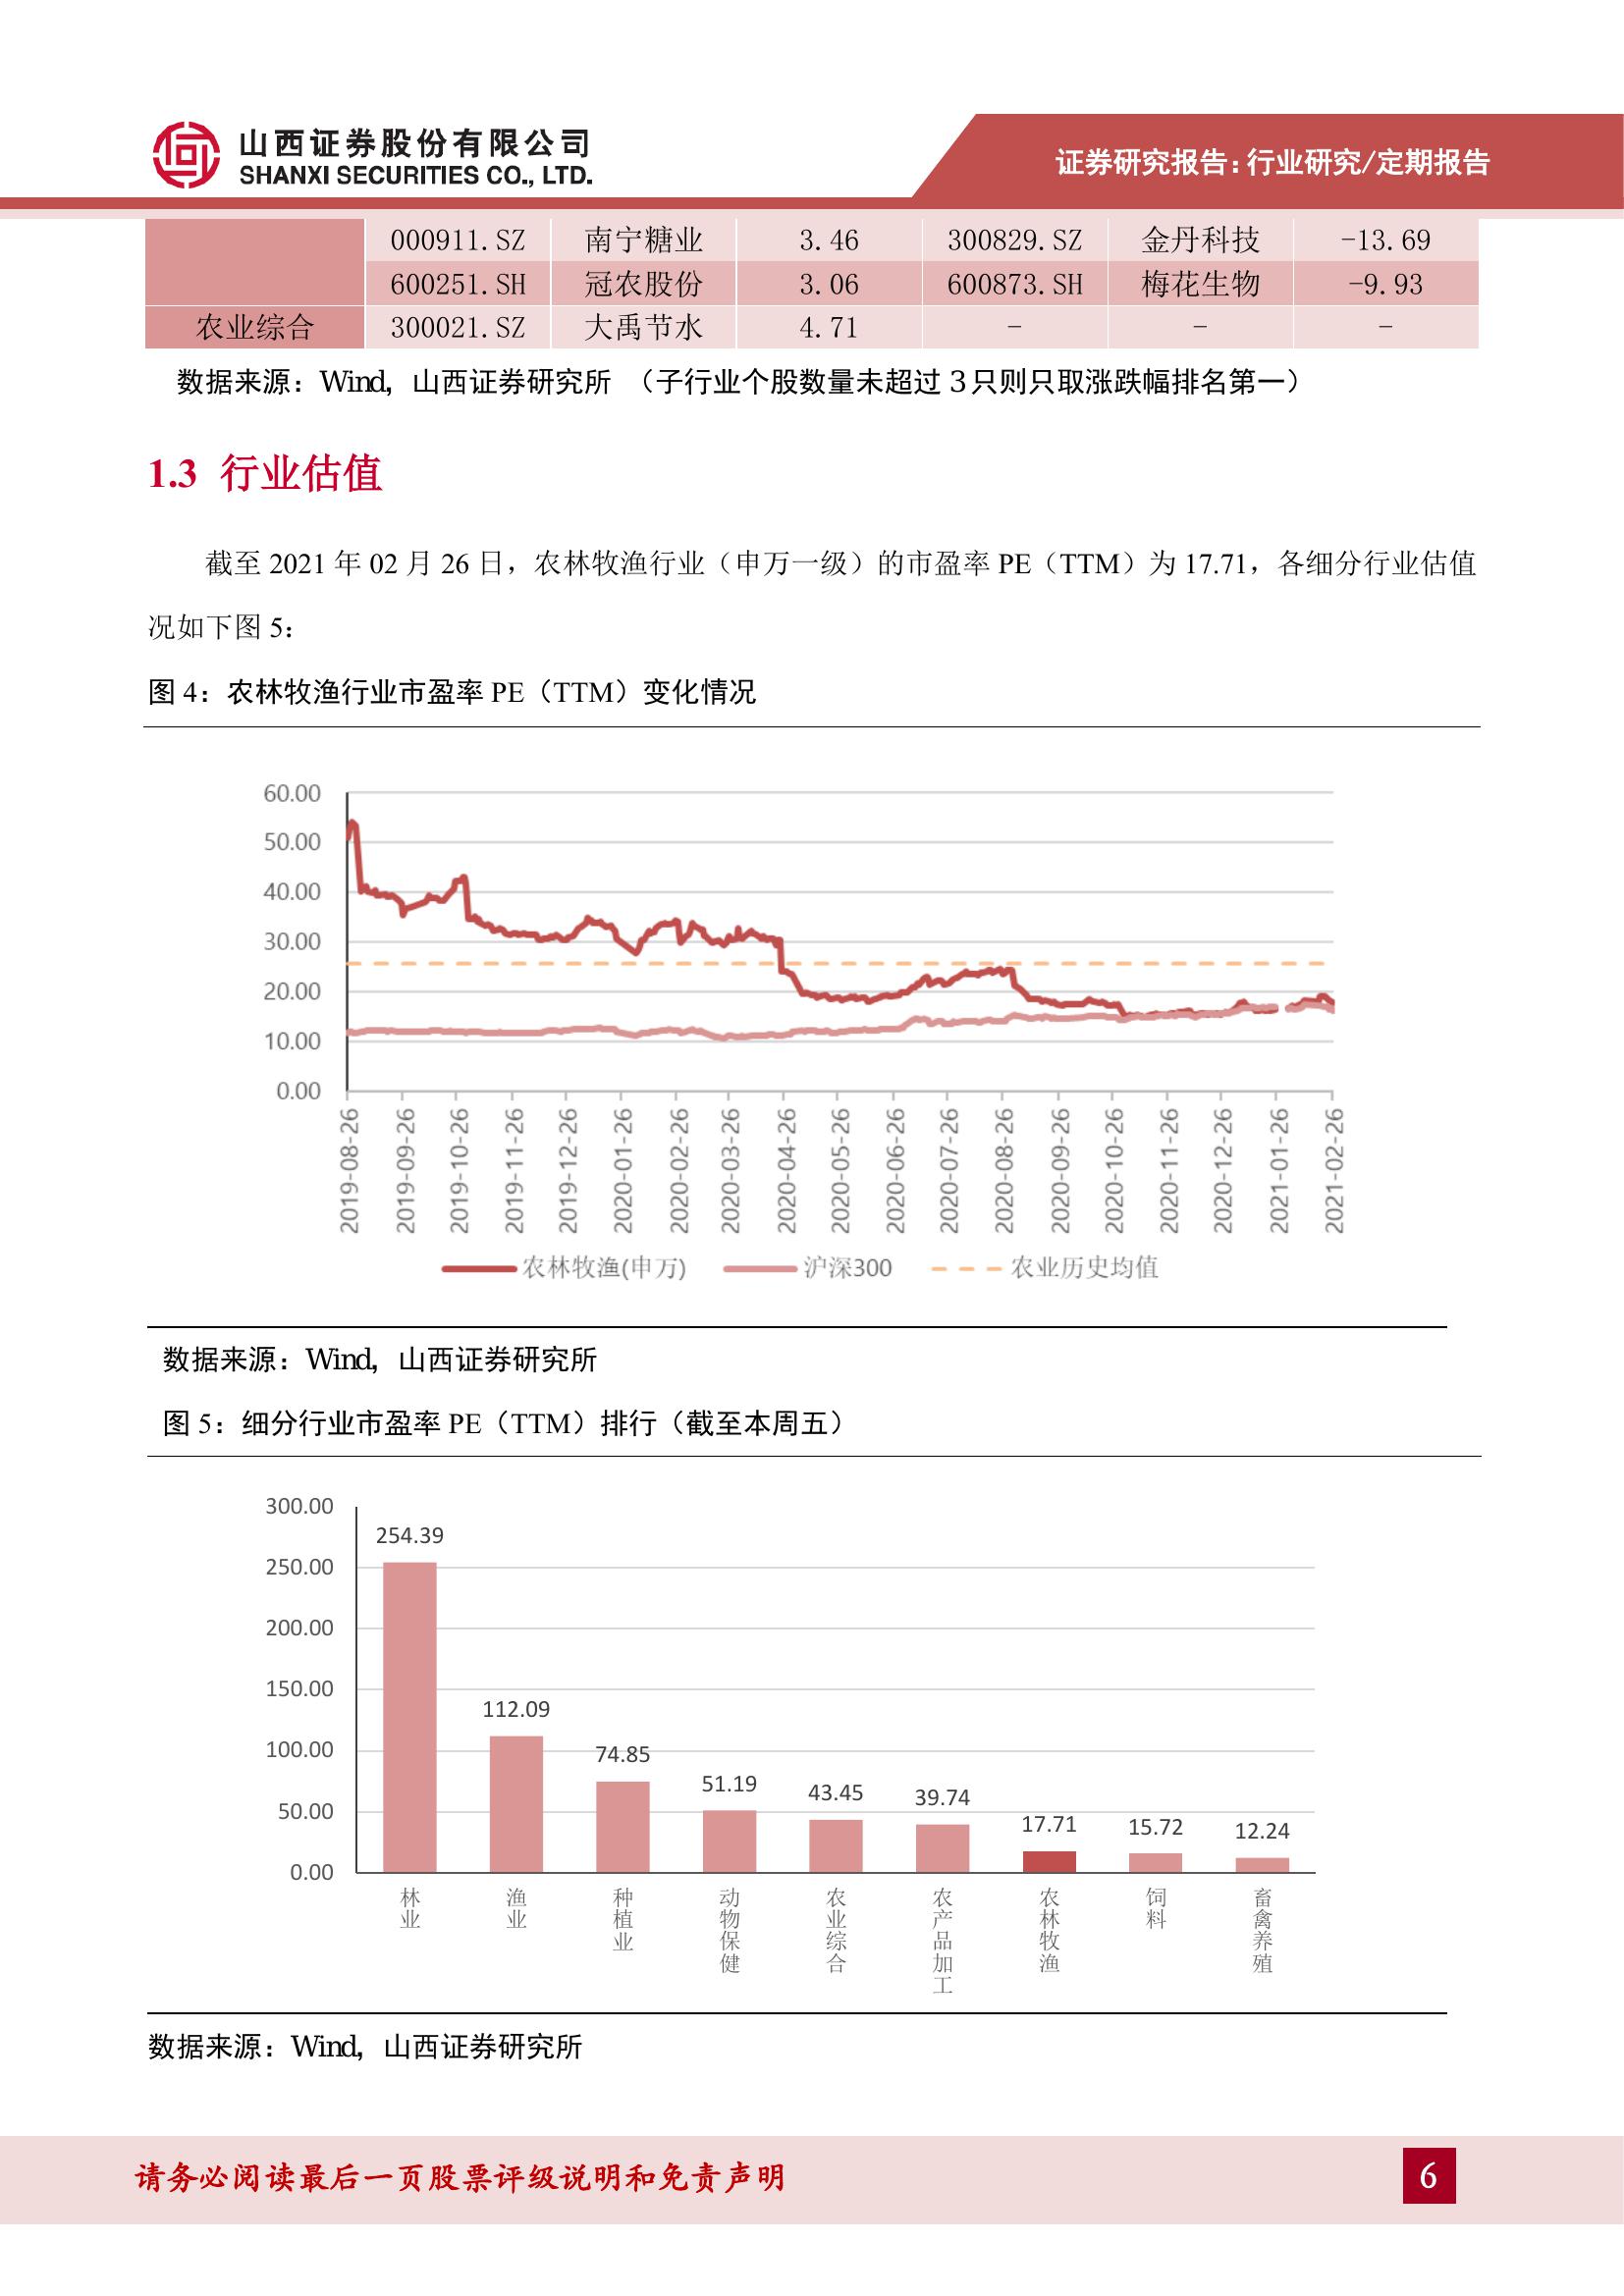 山西证券股份有限公司
SHANXI SECURITIES CO., LTD.
证券研究报告:行业研究/定期报告
000911.SZ 南宁糖业 3.46 300829.SZ 金丹科技 -13.69
600251.SH 冠农股份 3.06 600873.SH 梅花生物 -9.93
农业综合 300021.SZ 大禹节水 4.71 - - -
数据来源：Wind，山西证券研究所 （子行业个股数量未超过 3 只则只取涨跌幅排名第一）
1.3 行业估值
截至 2021 年 02 月 26 日，农林牧渔行业（申万一级）的市盈率 PE（TTM）为 17.71，各细分行业估值
况如下图 5：
图 4：农林牧渔行业市盈率 PE（TTM）变化情况
60.00
50.00
40.00
30.00
20.00
10.00
0.00
2019-08-26 2019-09-26 2019-10-26 2019-11-26 2019-12-26 2020-01-26 2020-02-26 2020-03-26 2020-04-26 2020-05-26 2020-06-26 2020-07-26 2020-08-26 2020-09-26 2020-10-26 2020-11-26 2020-12-26 2021-01-26 2021-02-26
农林牧渔(申万) 沪深300 农业历史均值
数据来源：Wind，山西证券研究所
图 5：细分行业市盈率 PE（TTM）排行（截至本周五）
300.00
250.00
200.00
150.00
100.00
50.00
0.00
254.39 112.09 74.85 51.19 43.45 39.74 17.71 15.72 12.24
林业 渔业 种植业 动物保健 农业综合 农产品加工 农林牧渔 饲料 畜禽养殖
数据来源：Wind，山西证券研究所
请务必阅读最后一页股票评级说明和免责声明
6